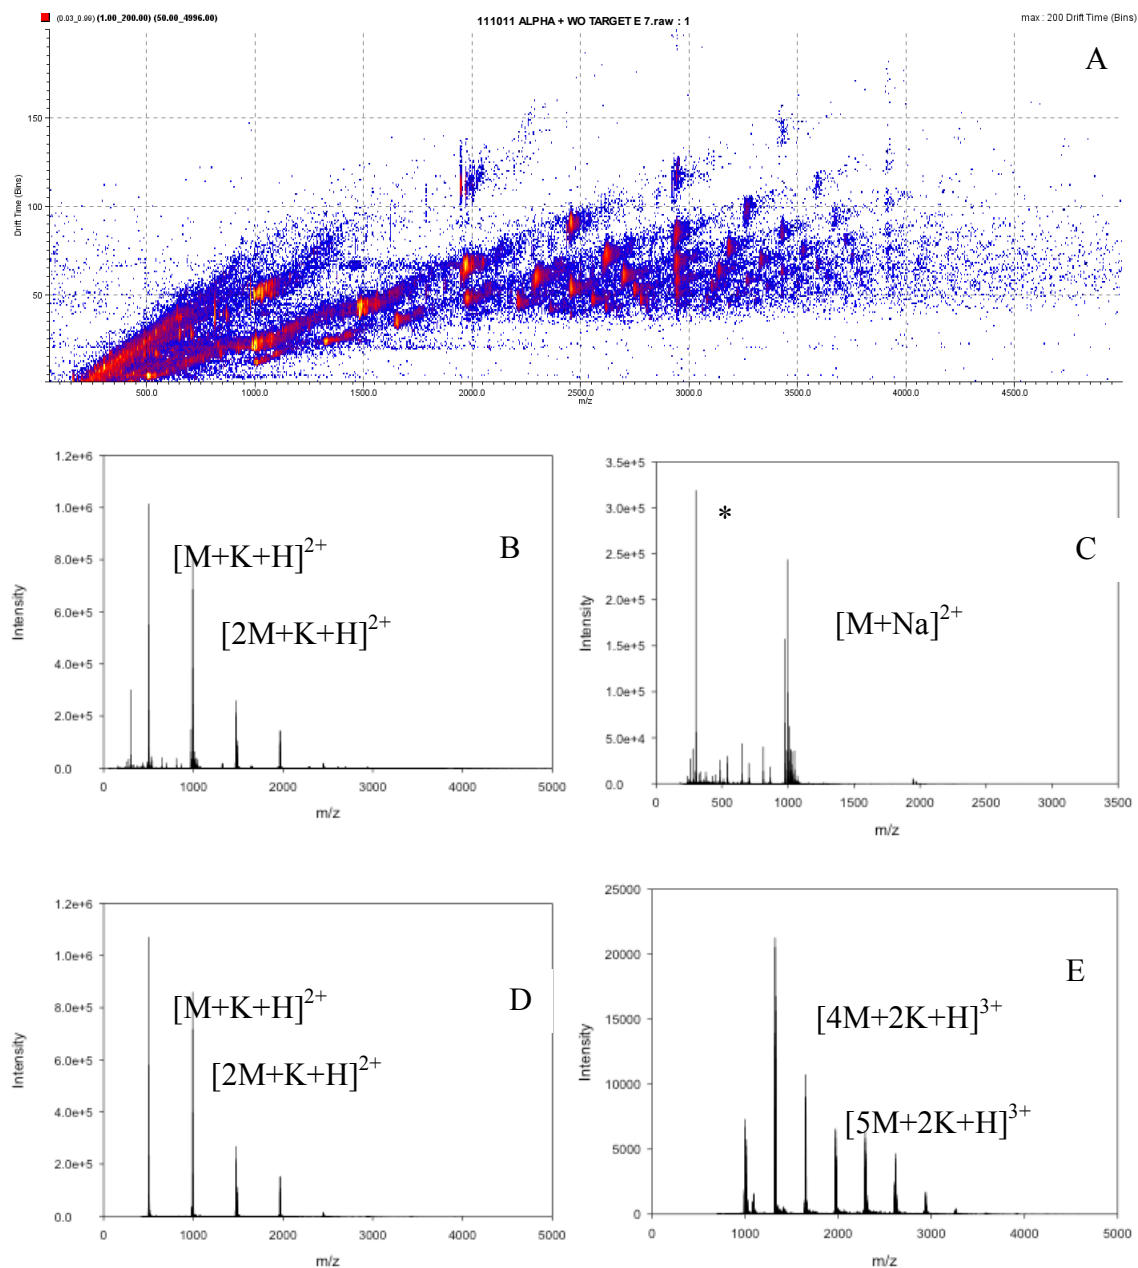 (0.03_0.99) (1.00_200.00) (50.00_4996.00)
111011 ALPHA + WO TARGET E 7.raw : 1
max : 200 Drift Time (Bins)
A
150
100
50
Drift Time (Bins)
500.0 1000.0 1500.0 2000.0 2500.0 3000.0 3500.0 4000.0 4500.0
m/z
1.2e+6
1.0e+6
8.0e+5
6.0e+5
4.0e+5
2.0e+5
0.0
Intensity
[M+K+H]2+
[2M+K+H]2+
B
0 1000 2000 3000 4000 5000
m/z
3.5e+5
3.0e+5
2.5e+5
2.0e+5
1.5e+5
1.0e+5
5.0e+4
0.0
Intensity
*
[M+Na]2+
C
0 500 1000 1500 2000 2500 3000 3500
m/z
1.2e+6
1.0e+6
8.0e+5
6.0e+5
4.0e+5
2.0e+5
0.0
Intensity
[M+K+H]2+
[2M+K+H]2+
D
0 1000 2000 3000 4000 5000
m/z
25000
20000
15000
10000
5000
0
Intensity
[4M+2K+H]3+
[5M+2K+H]3+
E
0 1000 2000 3000 4000 5000
m/z